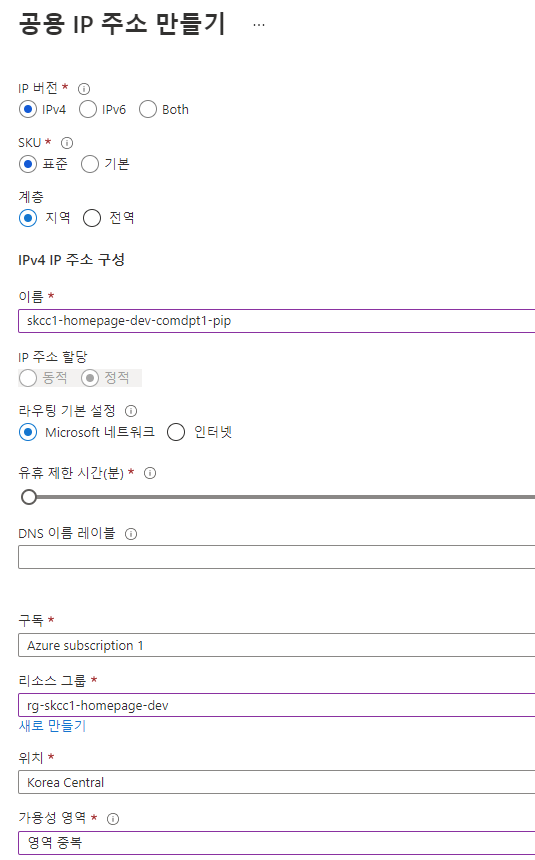 공용 IP 주소 만들기 ...
IP 버전 *
IPv4 IPv6 Both
SKU *
표준 기본
계층
지역 전역
IPv4 IP 주소 구성
이름 *
skcc1-homepage-dev-comdpt1-pip
IP 주소 할당
동적 정적
라우팅 기본 설정
Microsoft 네트워크 인터넷
유휴 제한 시간(분) *
DNS 이름 레이블
구독 *
Azure subscription 1
리소스 그룹 *
rg-skcc1-homepage-dev
새로 만들기
위치 *
Korea Central
가용성 영역 *
영역 중복